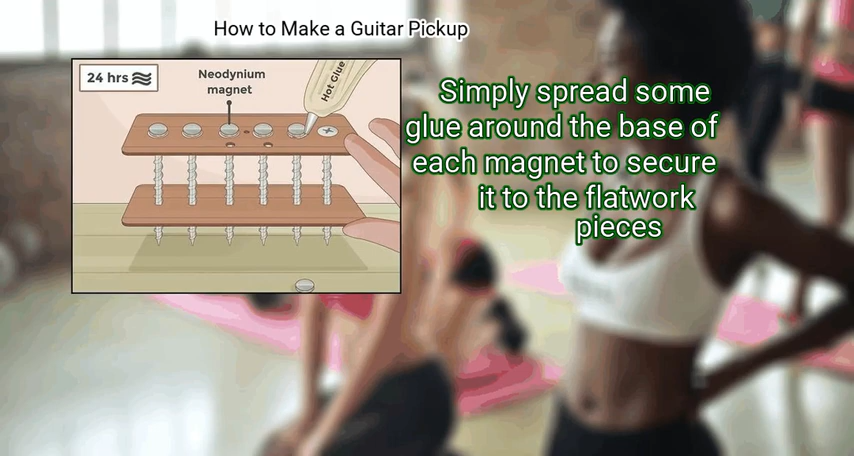 How to Make a Guitar Pickup
24 hrs
Neodynium
magnet
Hot Glue
Simply spread some
glue around the base of
each magnet to secure
it to the flatwork
pieces